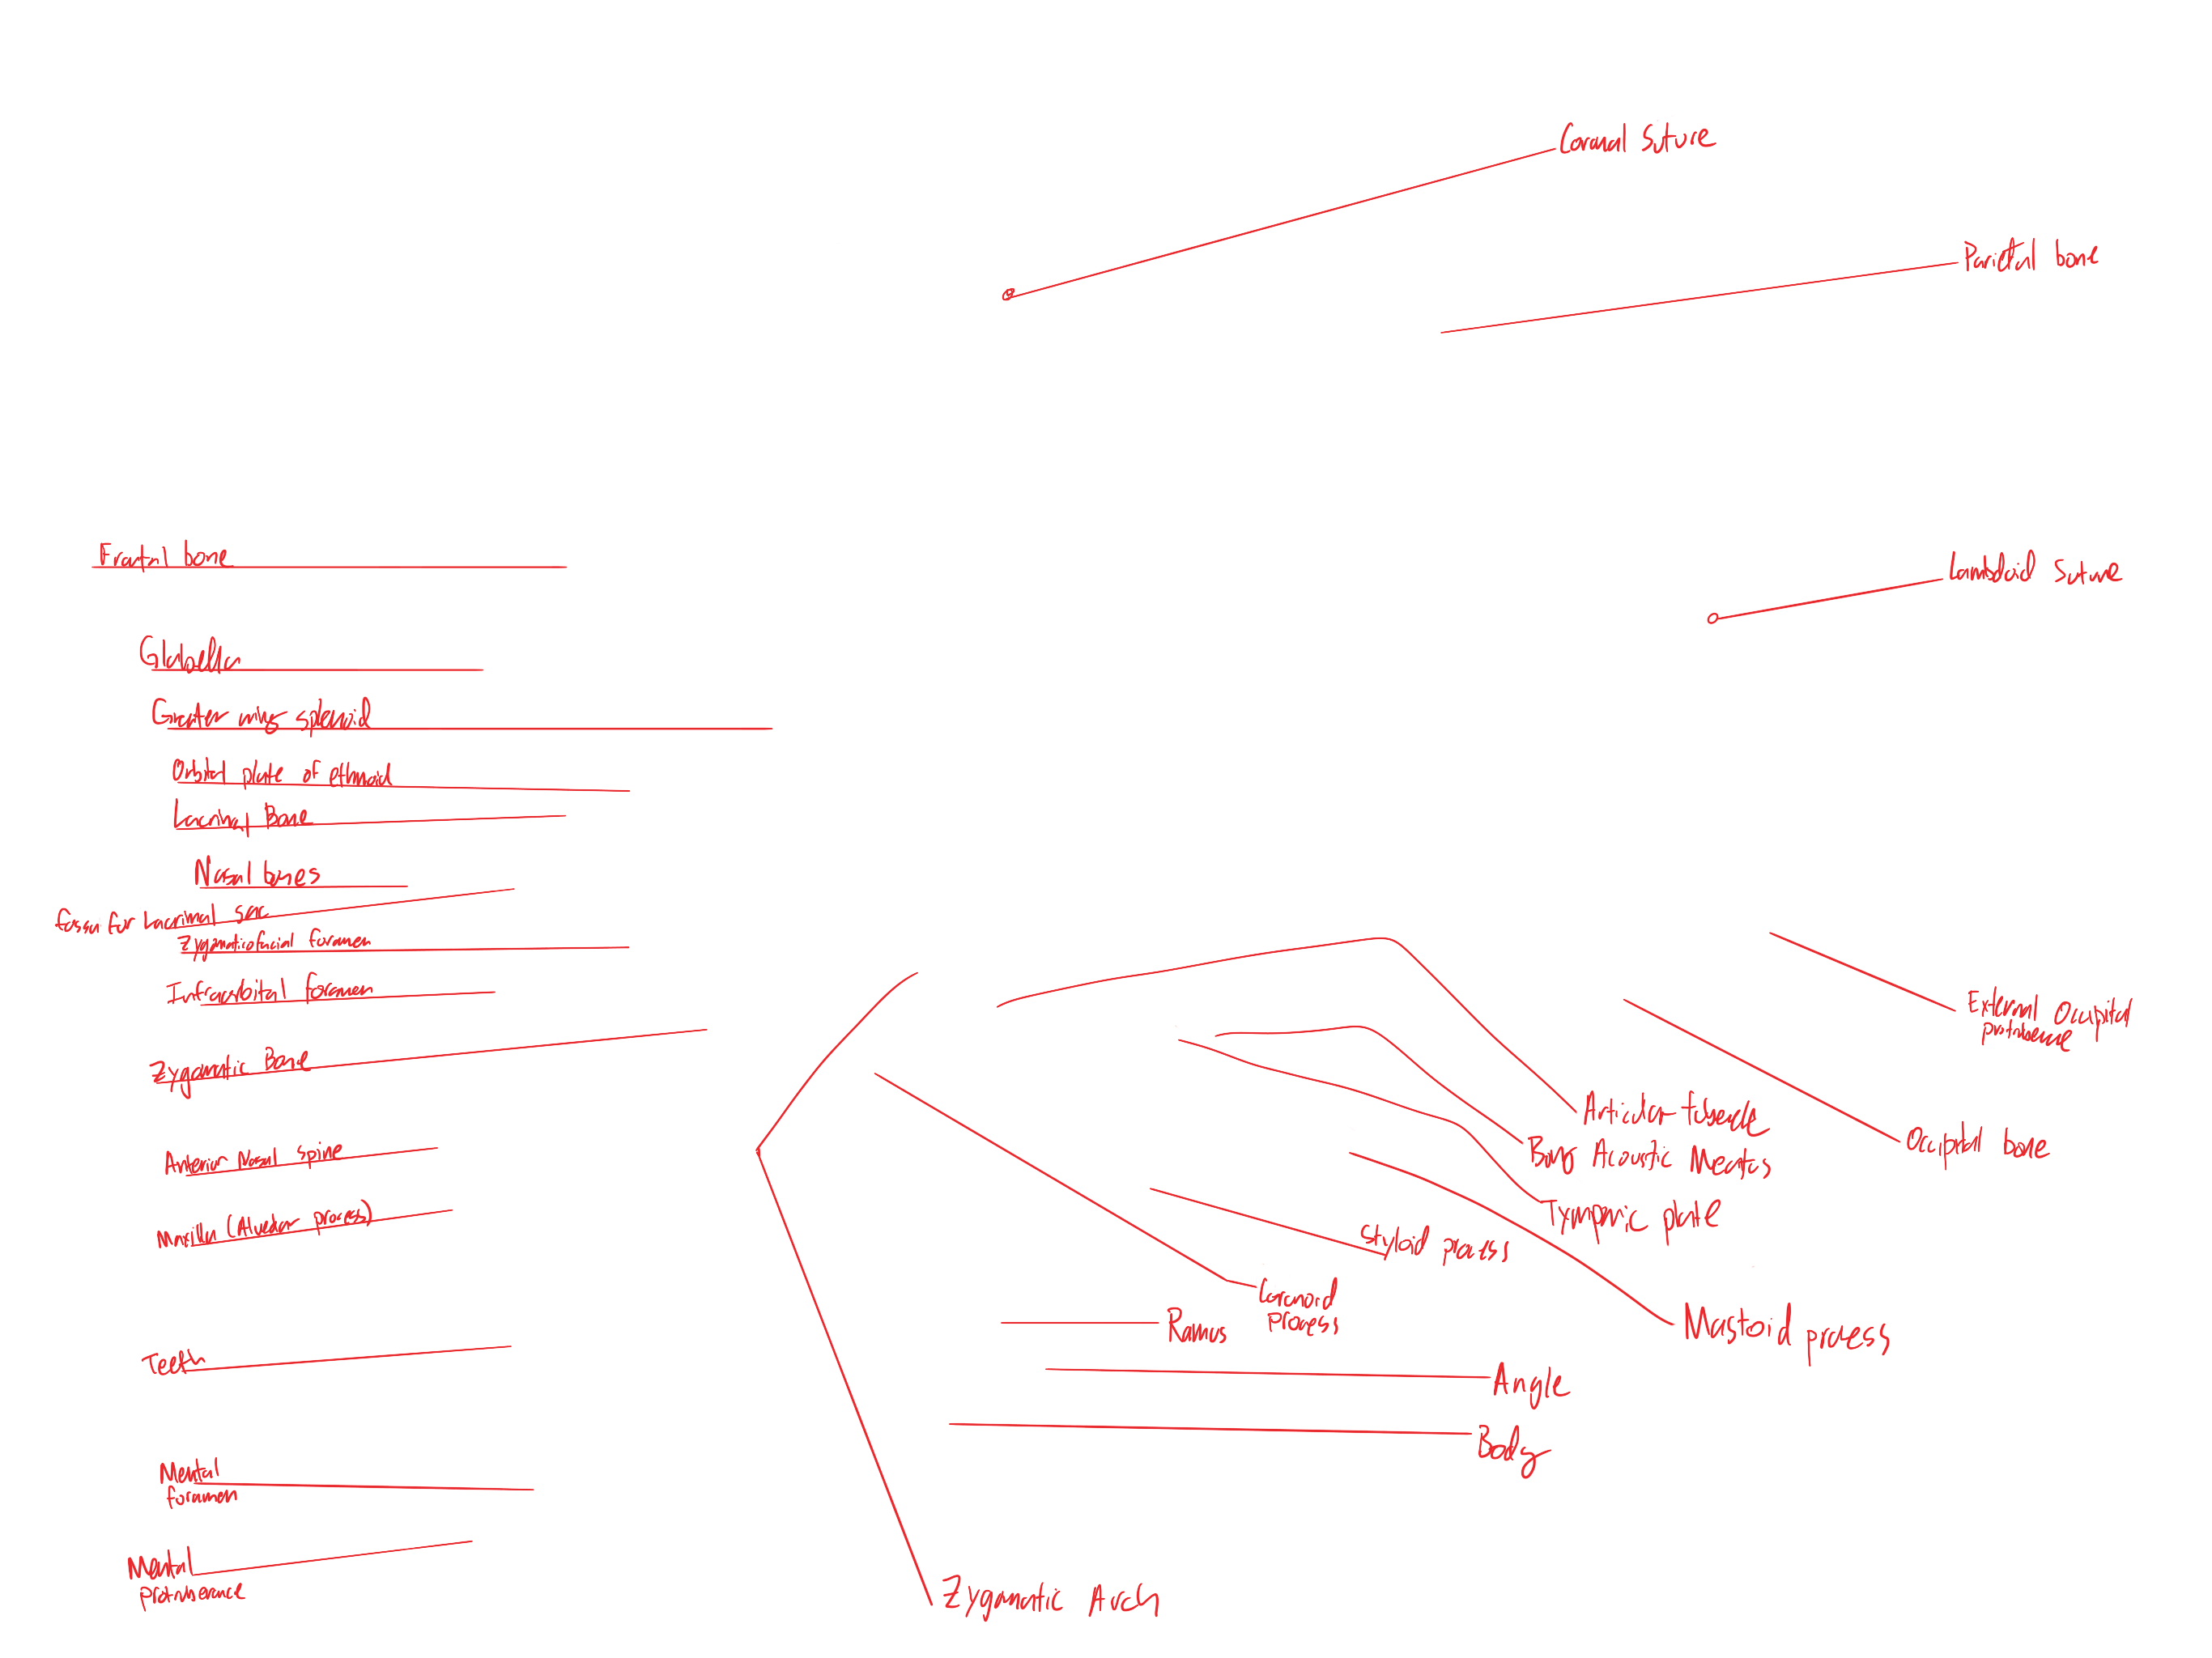 Coronal Suture
Parietal bone
Frontal bone
Lambdoid Suture
Glabella
Greater wing sphenoid
Orbital plate of ethmoid
Lacrimal Bone
Nasal bones
fossa for Lacrimal sac
Zygomaticofacial foramen
Infraorbital foramen
External Occipital
protuberance
Zygomatic Bone
Articular tubercle
Bony Acoustic Meatus
Occipital bone
Anterior Nasal spine
Tympanic plate
Maxilla (Alveolar process)
Styloid process
Coronoid
process
Ramus
Mastoid process
Teeth
Angle
Body
Mental
foramen
Mental
protuberance
Zygomatic Arch